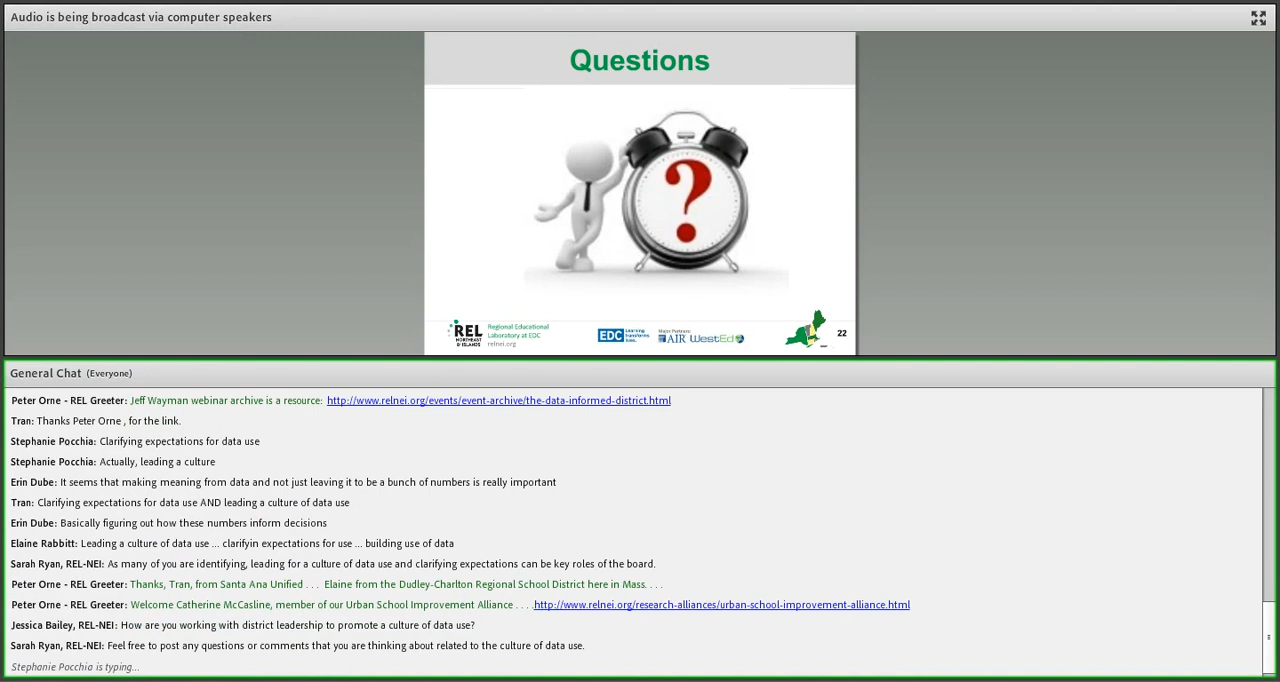 Audio is being broadcast via computer speakers
Questions
?
REL
NORTHEAST
& ISLANDS
Regional Educational
Laboratory at EDC
relnei.org
EDC
Learning
transforms
lives.
Major Partners:
AIR WestEd
22
General Chat (Everyone)
Peter Orne - REL Greeter: Jeff Wayman webinar archive is a resource: http://www.relnei.org/events/event-archive/the-data-informed-district.html
Tran: Thanks Peter Orne , for the link.
Stephanie Pocchia: Clarifying expectations for data use
Stephanie Pocchia: Actually, leading a culture
Erin Dube: It seems that making meaning from data and not just leaving it to be a bunch of numbers is really important
Tran: Clarifying expectations for data use AND leading a culture of data use
Erin Dube: Basically figuring out how these numbers inform decisions
Elaine Rabbitt: Leading a culture of data use ... clarifyin expectations for use ... building use of data
Sarah Ryan, REL-NEI: As many of you are identifying, leading for a culture of data use and clarifying expectations can be key roles of the board.
Peter Orne - REL Greeter: Thanks, Tran, from Santa Ana Unified . . . Elaine from the Dudley-Charlton Regional School District here in Mass. . . .
Peter Orne - REL Greeter: Welcome Catherine McCasline, member of our Urban School Improvement Alliance . . . .http://www.relnei.org/research-alliances/urban-school-improvement-alliance.html
Jessica Bailey, REL-NEI: How are you working with district leadership to promote a culture of data use?
Sarah Ryan, REL-NEI: Feel free to post any questions or comments that you are thinking about related to the culture of data use.
Stephanie Pocchia is typing...